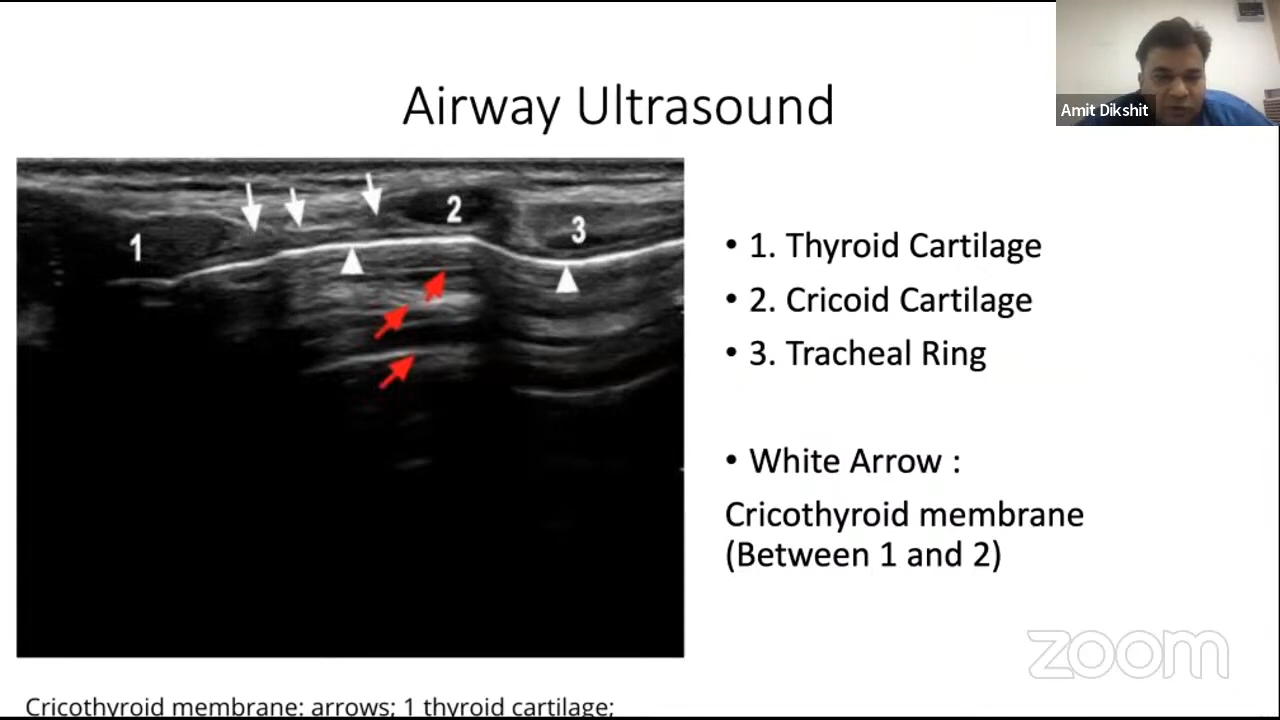 Airway Ultrasound
Amit Dikshit
1
2
3
• 1. Thyroid Cartilage
• 2. Cricoid Cartilage
• 3. Tracheal Ring
• White Arrow :
Cricothyroid membrane
(Between 1 and 2)
zoom
Cricothyroid membrane: arrows; 1 thyroid cartilage;